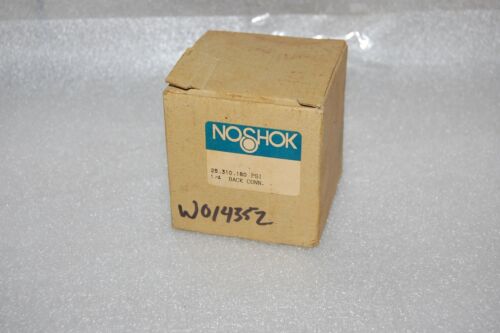 NOSHOK
25.310.160 PSI
1/4 BACK CONN.
W014352